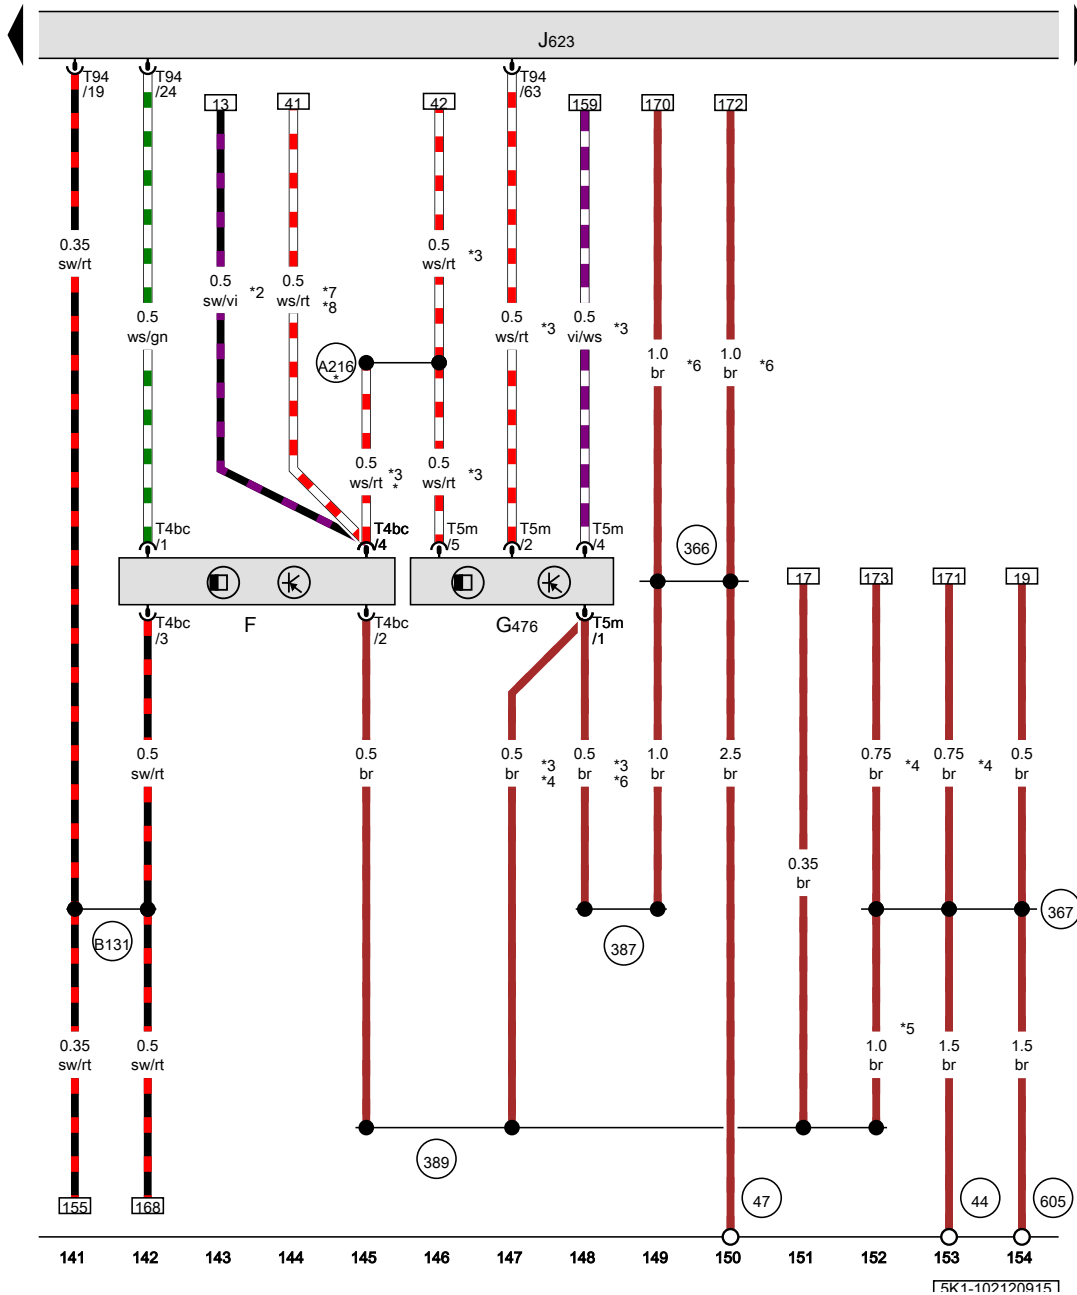 J623
T94 /19
T94 /24
T94 /63
13
41
42
159
170
172
0.35 sw/rt
0.5 ws/rt *3
0.5 sw/vi *2
0.5 ws/rt *7 *8
0.5 ws/gn
0.5 ws/rt *3
0.5 vi/ws *3
1.0 br *6
1.0 br *6
A216 *
0.5 ws/rt *3 *
0.5 ws/rt *3
T4bc /1
T4bc /4
T5m /5
T5m /2
T5m /4
366
17
173
171
19
T4bc /3
F
T4bc /2
G476
T5m /1
0.5 sw/rt
0.5 br
0.5 br *3 *4
0.5 br *3 *6
1.0 br
2.5 br
0.75 br *4
0.75 br *4
0.5 br
0.35 br
B131
387
367
0.35 sw/rt
0.5 sw/rt
1.0 br *5
1.5 br
1.5 br
389
155
168
47
44
605
141 142 143 144 145 146 147 148 149 150 151 152 153 154
5K1-102120915